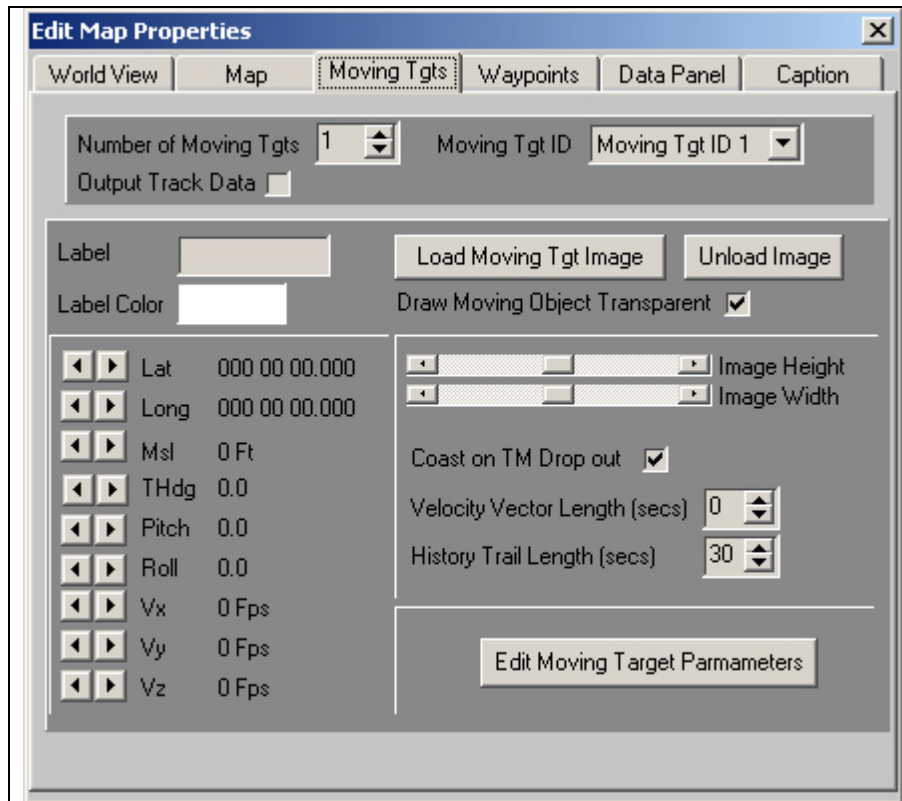 Edit Map Properties
World View Map Moving Tgts Waypoints Data Panel Caption
Number of Moving Tgts 1 Moving Tgt ID Moving Tgt ID 1
Output Track Data
Label Load Moving Tgt Image Unload Image
Label Color Draw Moving Object Transparent
Lat 000 00 00.000 Image Height
Long 000 00 00.000 Image Width
Msl 0 Ft Coast on TM Drop out
THdg 0.0
Pitch 0.0 Velocity Vector Length (secs) 0
Roll 0.0 History Trail Length (secs) 30
Vx 0 Fps
Vy 0 Fps Edit Moving Target Parmameters
Vz 0 Fps